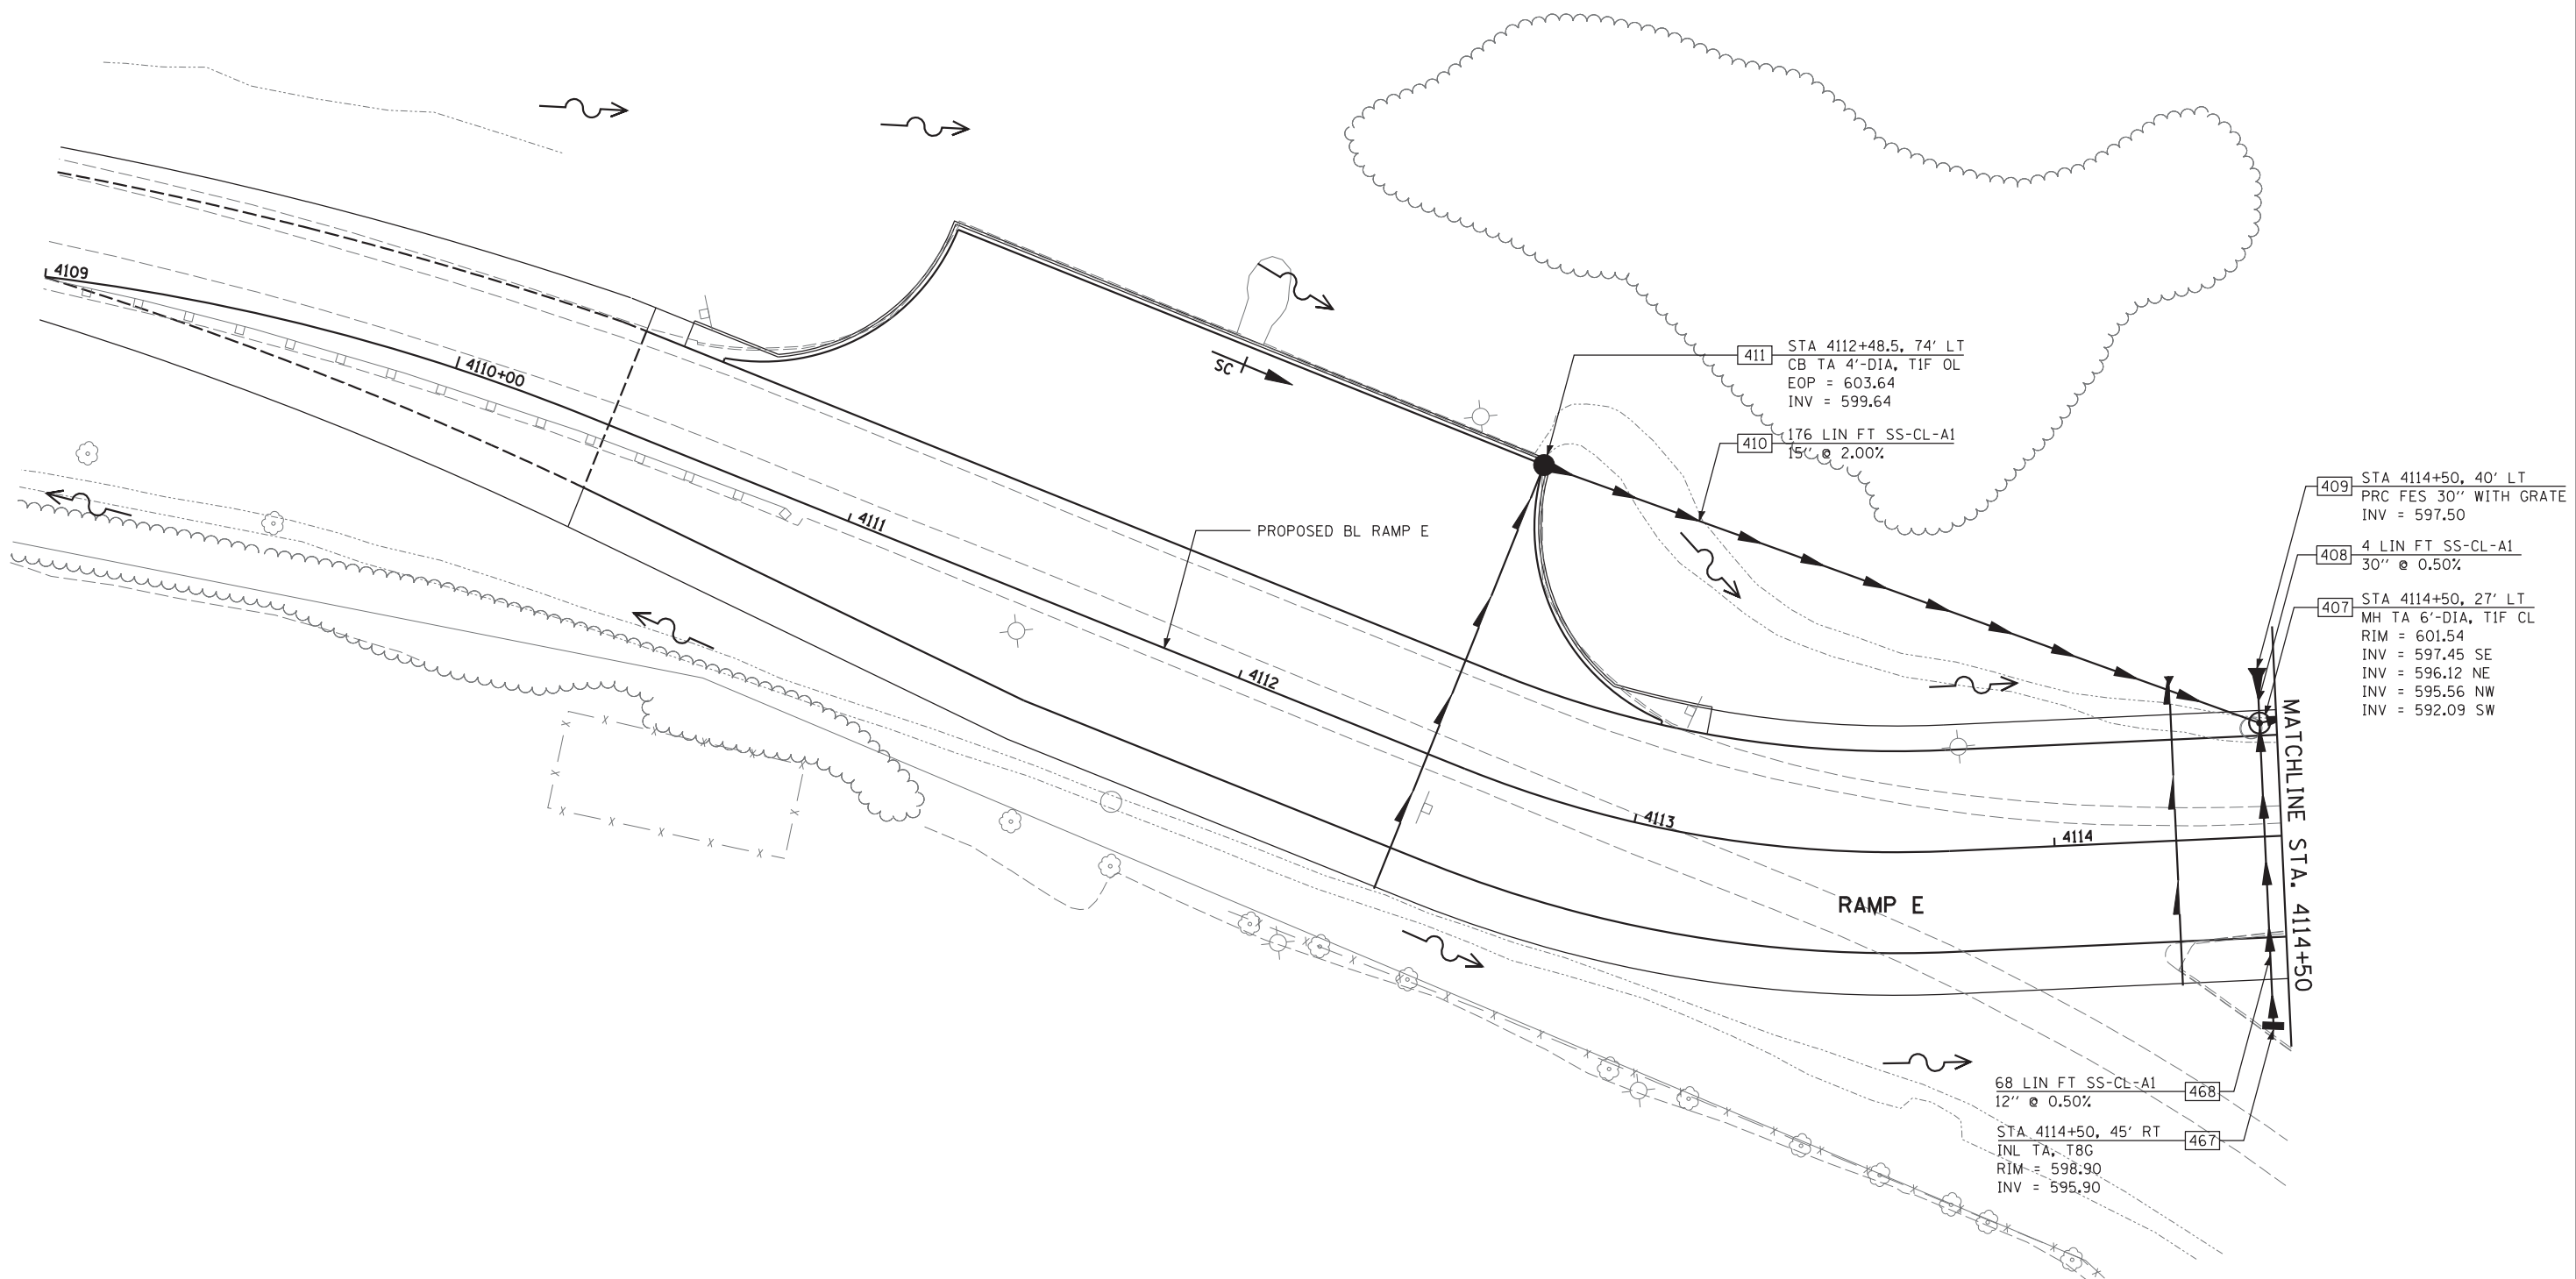 4109
4110+00
SC
411
STA 4112+48.5, 74' LT
CB TA 4'-DIA, T1F OL
EOP = 603.64
INV = 599.64
410
176 LIN FT SS-CL-A1
15" @ 2.00%
409
STA 4114+50, 40' LT
PRC FES 30" WITH GRATE
INV = 597.50
408
4 LIN FT SS-CL-A1
30" @ 0.50%
407
STA 4114+50, 27' LT
MH TA 6'-DIA, T1F CL
RIM = 601.54
INV = 597.45 SE
INV = 596.12 NE
INV = 595.56 NW
INV = 592.09 SW
4111
PROPOSED BL RAMP E
4112
4113
4114
RAMP E
MATCHLINE STA. 4114+50
68 LIN FT SS-CL-A1
12" @ 0.50%
468
STA 4114+50, 45' RT
INL TA, T8G
RIM = 598.90
INV = 595.90
467